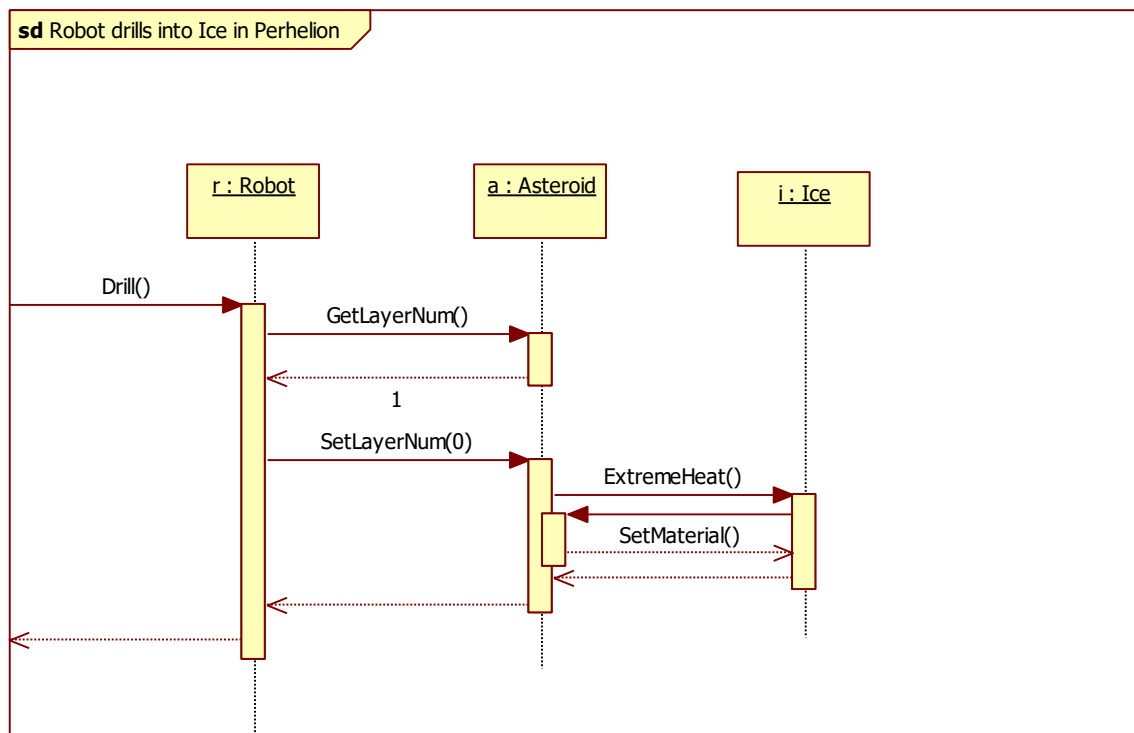 sd Robot drills into Ice in Perhelion
r : Robot
a : Asteroid
i : Ice
Drill()
GetLayerNum()
1
SetLayerNum(0)
ExtremeHeat()
SetMaterial()